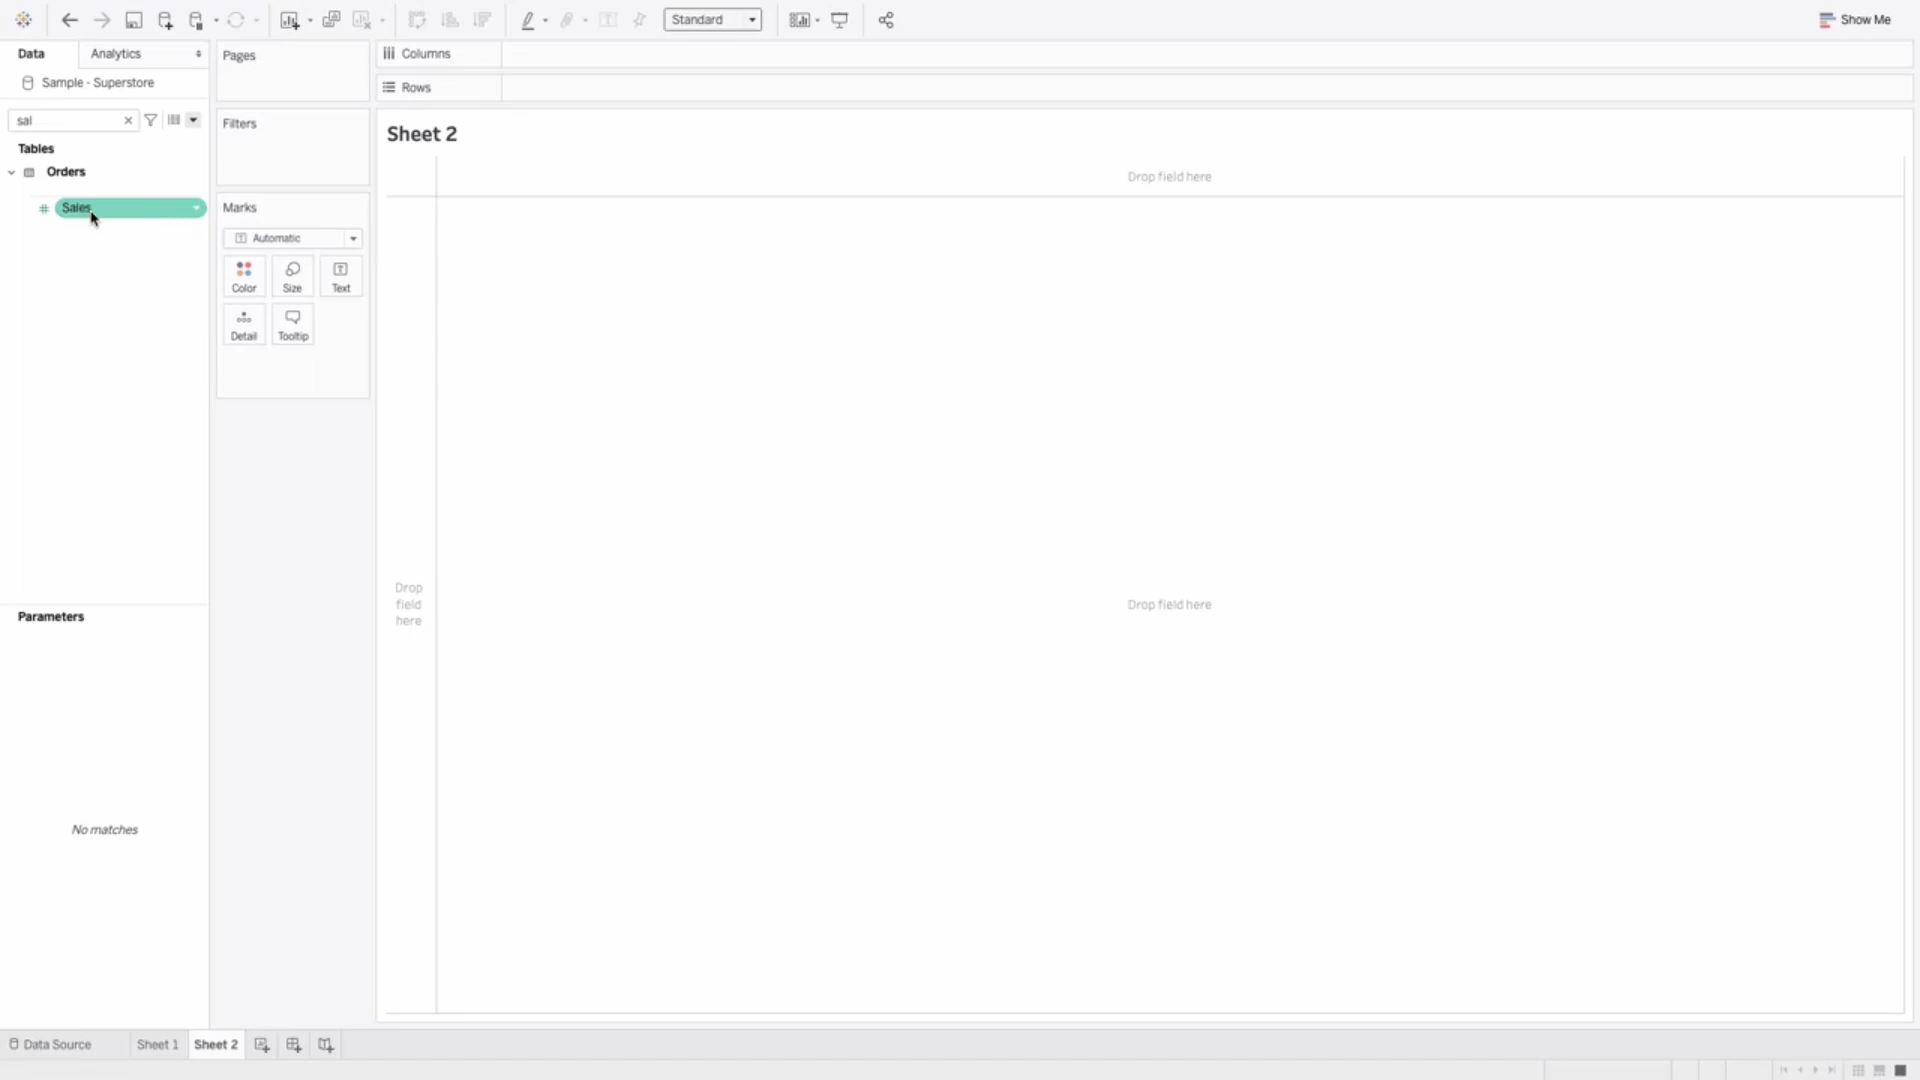 Standard
Show Me
Data
Analytics
Pages
Columns
Sample - Superstore
Rows
sal
Filters
Sheet 2
Tables
Orders
Drop field here
Sales
Marks
Automatic
Color
Size
Text
Detail
Tooltip
Drop
field
here
Drop field here
Parameters
No matches
Data Source
Sheet 1
Sheet 2